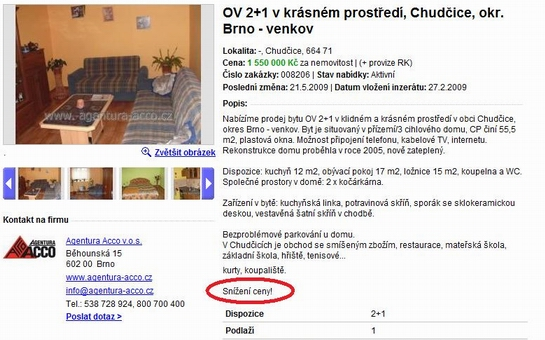 OV 2+1 v krásném prostředí, Chudčice, okr.
Brno - venkov
Lokalita: -, Chudčice, 664 71
Cena: 1 550 000 Kč za nemovitost | (+ provize RK)
Číslo zakázky: 008206 | Stav nabídky: Aktivní
Poslední změna: 21.5.2009 | Datum vložení inzerátu: 27.2.2009
Popis:
Nabízíme prodej bytu OV 2+1 v klidném a krásném prostředí v obci Chudčice,
okres Brno - venkov. Byt je situovaný v přízemí/3 cihlového domu, CP činí 55,5
m2, plastová okna. Možnost připojení telefonu, kabelové TV, internetu.
Rekonstrukce domu proběhla v roce 2005, nově zateplený.
Dispozice: kuchyň 12 m2, obývací pokoj 17 m2, ložnice 15 m2, koupelna a WC.
Společné prostory v domě: 2 x kočárkárna.
Zařízení v bytě: kuchyňská linka, potravinová skříň, sporák se sklokeramickou
deskou, vestavěná šatní skříň v chodbě.
Bezproblémové parkování u domu.
V Chudčicích je obchod se smíšeným zbožím, restaurace, mateřská škola,
základní škola, hřiště, tenisové...
kurty, koupaliště.
Snížení ceny!
Dispozice 2+1
Podlaží 1
www.agentura-acco.cz
Zvětšit obrázek
Kontakt na firmu
AGENTURA
ACCO
Agentura Acco v.o.s.
Běhounská 15
602 00 Brno
www.agentura-acco.cz
info@agentura-acco.cz
Tel.: 538 728 924, 800 700 400
Poslat dotaz >